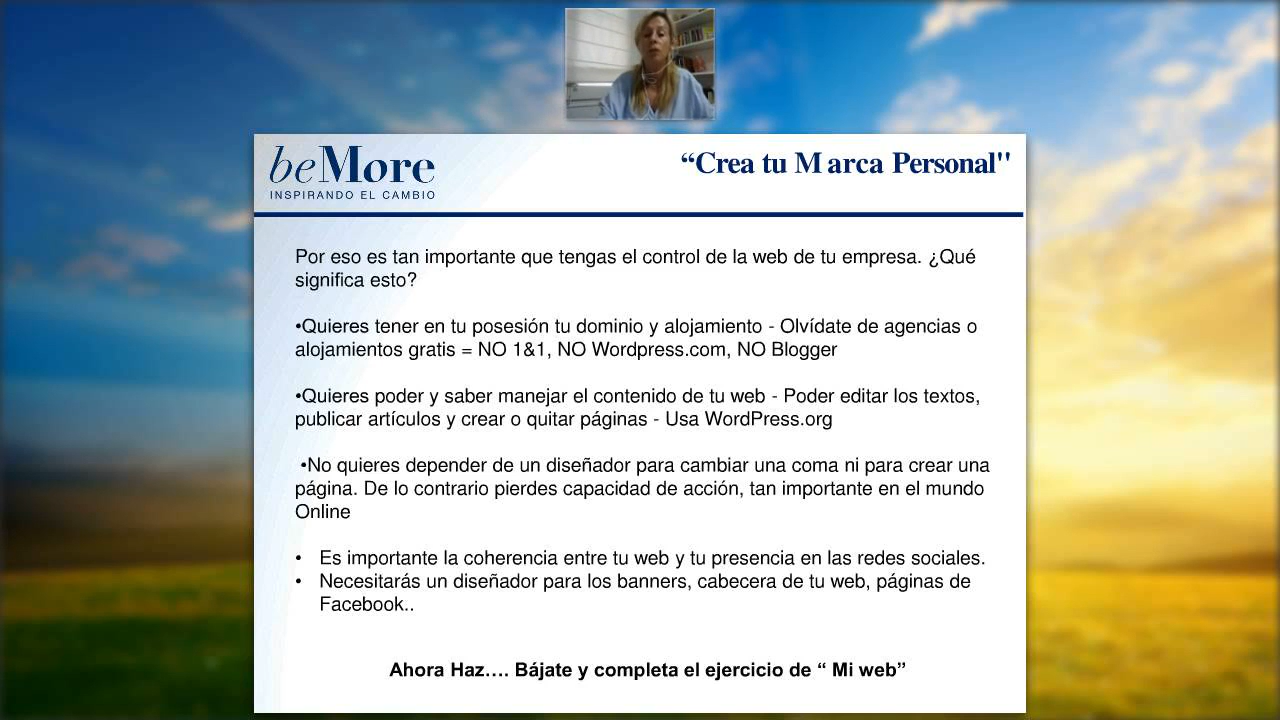 beMore
INSPIRANDO EL CAMBIO
“Crea tu Marca Personal"
Por eso es tan importante que tengas el control de la web de tu empresa. ¿Qué
significa esto?
•Quieres tener en tu posesión tu dominio y alojamiento - Olvídate de agencias o
alojamientos gratis = NO 1&1, NO Wordpress.com, NO Blogger
•Quieres poder y saber manejar el contenido de tu web - Poder editar los textos,
publicar artículos y crear o quitar páginas - Usa WordPress.org
•No quieres depender de un diseñador para cambiar una coma ni para crear una
página. De lo contrario pierdes capacidad de acción, tan importante en el mundo
Online
• Es importante la coherencia entre tu web y tu presencia en las redes sociales.
• Necesitarás un diseñador para los banners, cabecera de tu web, páginas de
Facebook..
Ahora Haz…. Bájate y completa el ejercicio de “ Mi web”